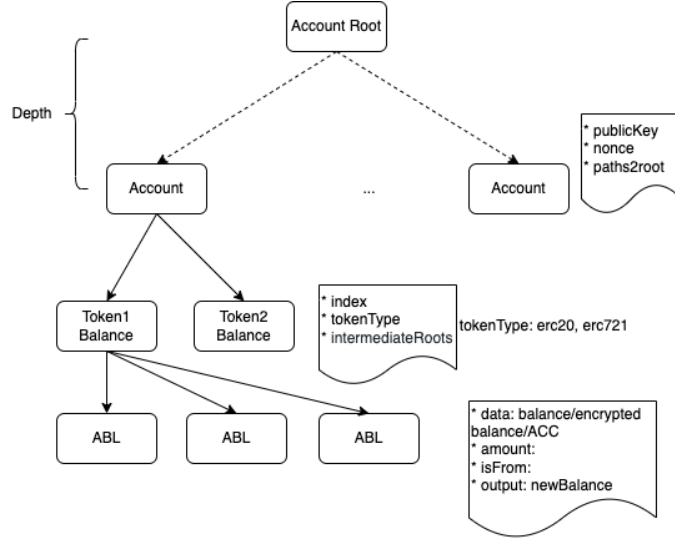 Account Root
Depth
* publicKey
* nonce
* paths2root
Account
...
Account
* index
* tokenType
* intermediateRoots
tokenType: erc20, erc721
Token1
Balance
Token2
Balance
ABL
ABL
ABL
* data: balance/encrypted
balance/ACC
* amount:
* isFrom:
* output: newBalance